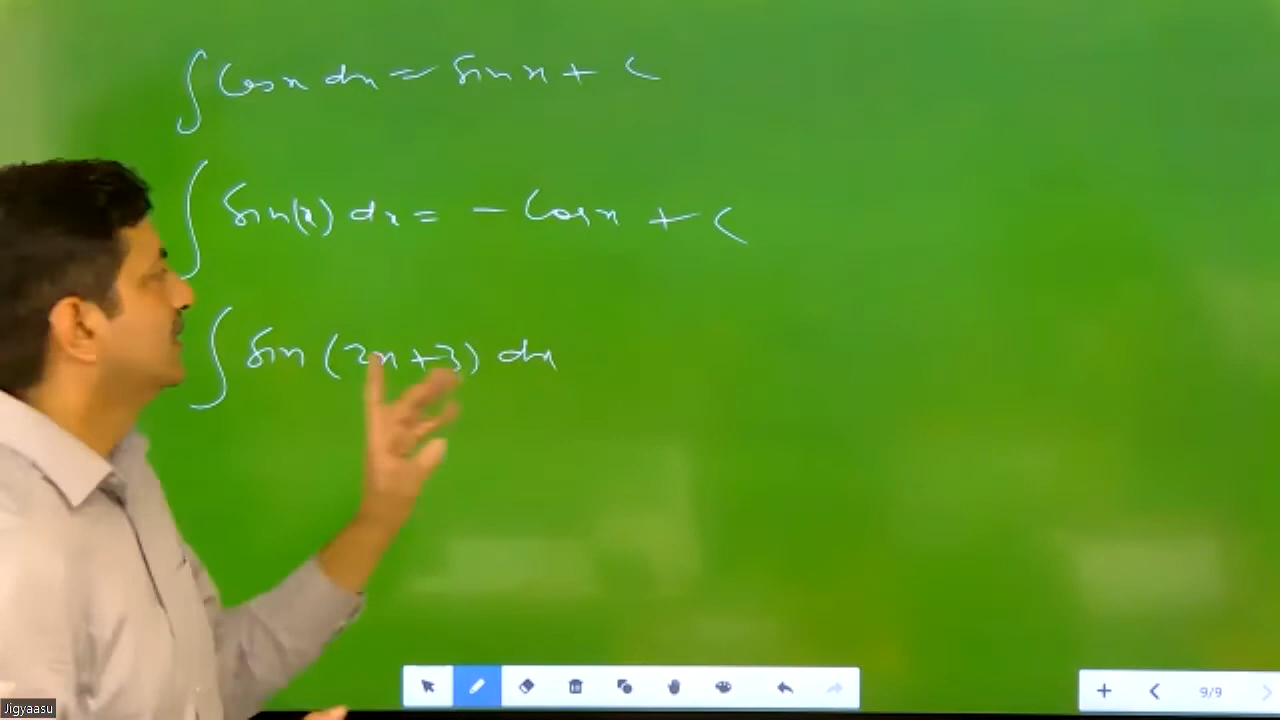 ∫ cos x dx = sin x + C
∫ sin(x) dx = - cos x + C
∫ sin (2x+3) dx
9/9
Jigyaasu